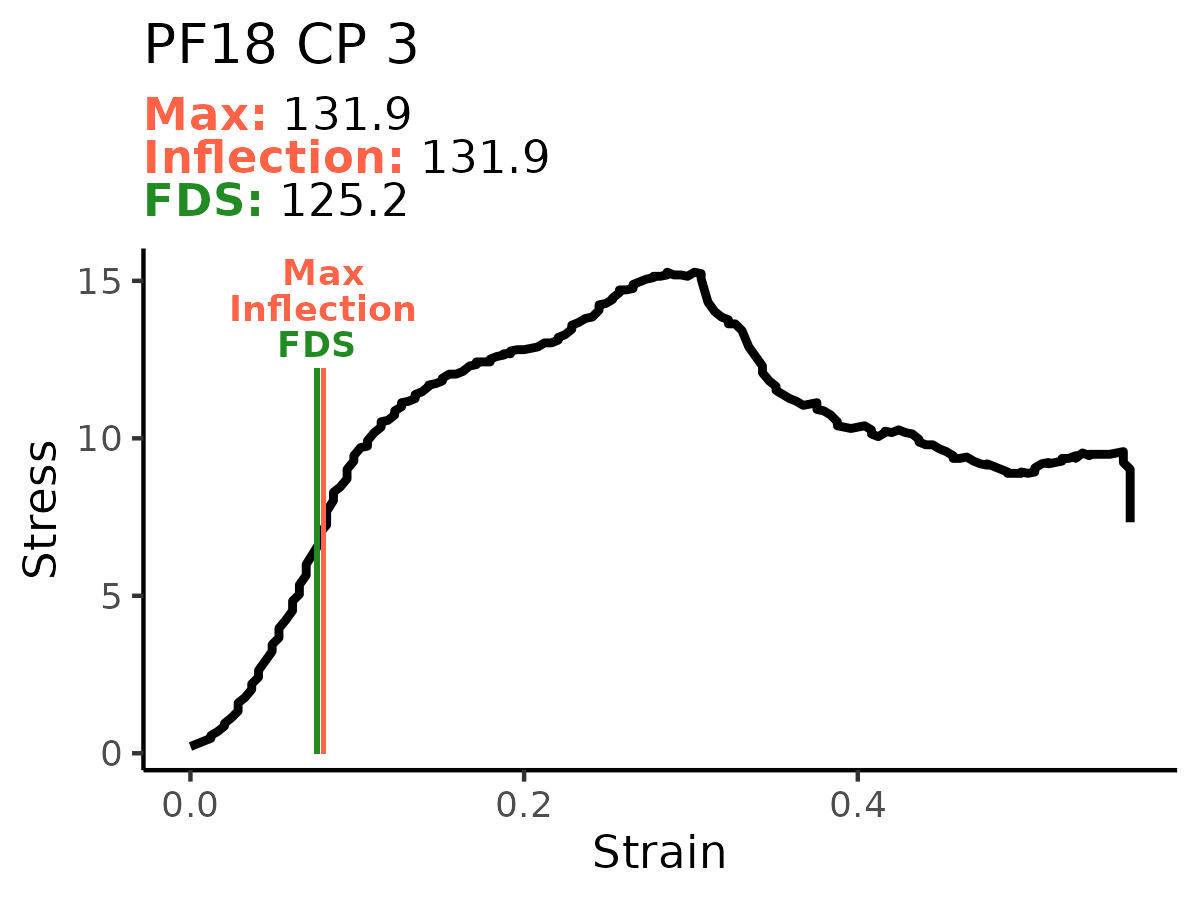 PF18 CP 3
Max: 131.9
Inflection: 131.9
FDS: 125.2
Max
Inflection
FDS
15
10
5
0
Stress
0.0 0.2 0.4
Strain